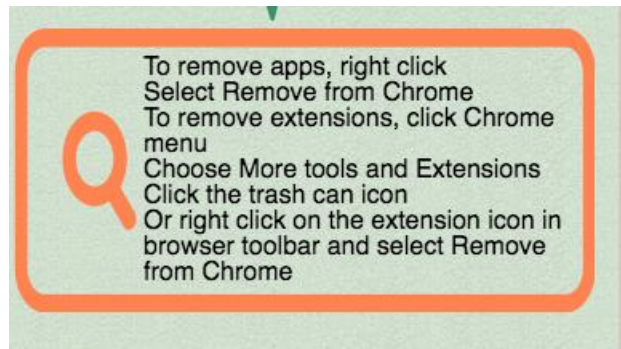 To remove apps, right click
Select Remove from Chrome
To remove extensions, click Chrome
menu
Choose More tools and Extensions
Click the trash can icon
Or right click on the extension icon in
browser toolbar and select Remove
from Chrome